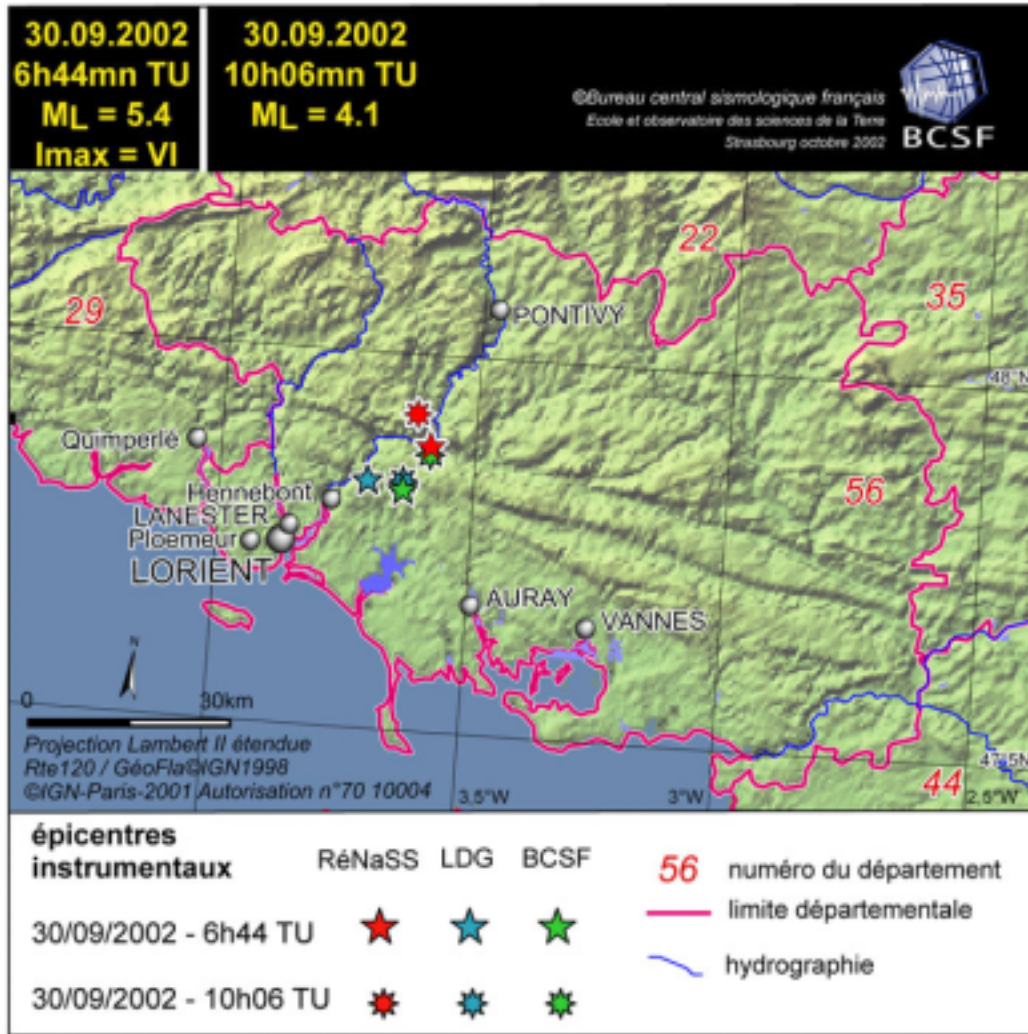 30.09.2002
6h44mn TU
ML = 5.4
Imax = VI
30.09.2002
10h06mn TU
ML = 4.1
©Bureau central sismologique français
Ecole et observatoire des sciences de la Terre
Strasbourg octobre 2002
BCSF
22
29
35
PONTIVY
48°N
Quimperlé
56
Hennebont
LANESTER
Ploemeur
LORIENT
AURAY
VANNES
N
0 30km
Projection Lambert II étendue
Rte120 / GéoFla©IGN1998
©IGN-Paris-2001 Autorisation n°70 10004
3,5°W
3°W
2,5°W
47°5N
44
épicentres
instrumentaux
RéNaSS LDG BCSF
30/09/2002 - 6h44 TU
30/09/2002 - 10h06 TU
56 numéro du département
limite départementale
hydrographie